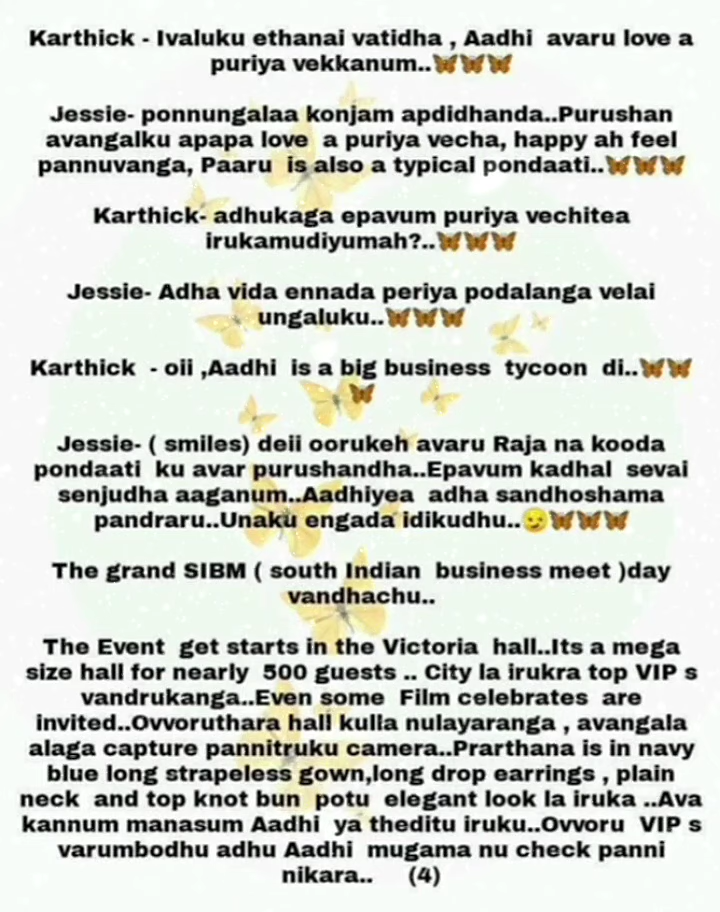 Karthick - Ivaluku ethanai vatidha , Aadhi avaru love a
puriya vekkanum..🦋🦋🦋
Jessie- ponnungalaa konjam apdidhanda..Purushan
avangalku apapa love a puriya vecha, happy ah feel
pannuvanga, Paaru is also a typical pondaati..🦋🦋🦋
Karthick- adhukaga epavum puriya vechitea
irukamudiyumah?..🦋🦋🦋
Jessie- Adha vida ennada periya podalanga velai
ungaluku..🦋🦋🦋
Karthick - oii ,Aadhi is a big business tycoon di..🦋🦋
🦋
Jessie- ( smiles) deii oorukeh avaru Raja na kooda
pondaati ku avar purushandha..Epavum kadhal sevai
senjudha aaganum..Aadhiyea adha sandhoshama
pandraru..Unaku engada idikudhu..😏🦋🦋🦋
The grand SIBM ( south Indian business meet )day
vandhachu..
The Event get starts in the Victoria hall..Its a mega
size hall for nearly 500 guests .. City la irukra top VIP s
vandrukanga..Even some Film celebrates are
invited..Ovvoruthara hall kulla nulayaranga , avangala
alaga capture pannitruku camera..Prarthana is in navy
blue long strapeless gown,long drop earrings , plain
neck and top knot bun potu elegant look la iruka ..Ava
kannum manasum Aadhi ya theditu iruku..Ovvoru VIP s
varumbodhu adhu Aadhi mugama nu check panni
nikara.. (4)